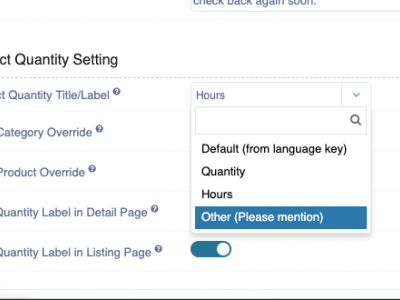 check back again soon.
ct Quantity Setting
ct Quantity Title/Label
Hours
Default (from language key)
Category Override
Quantity
Product Override
Hours
Other (Please mention)
Quantity Label in Detail Page
Quantity Label in Listing Page